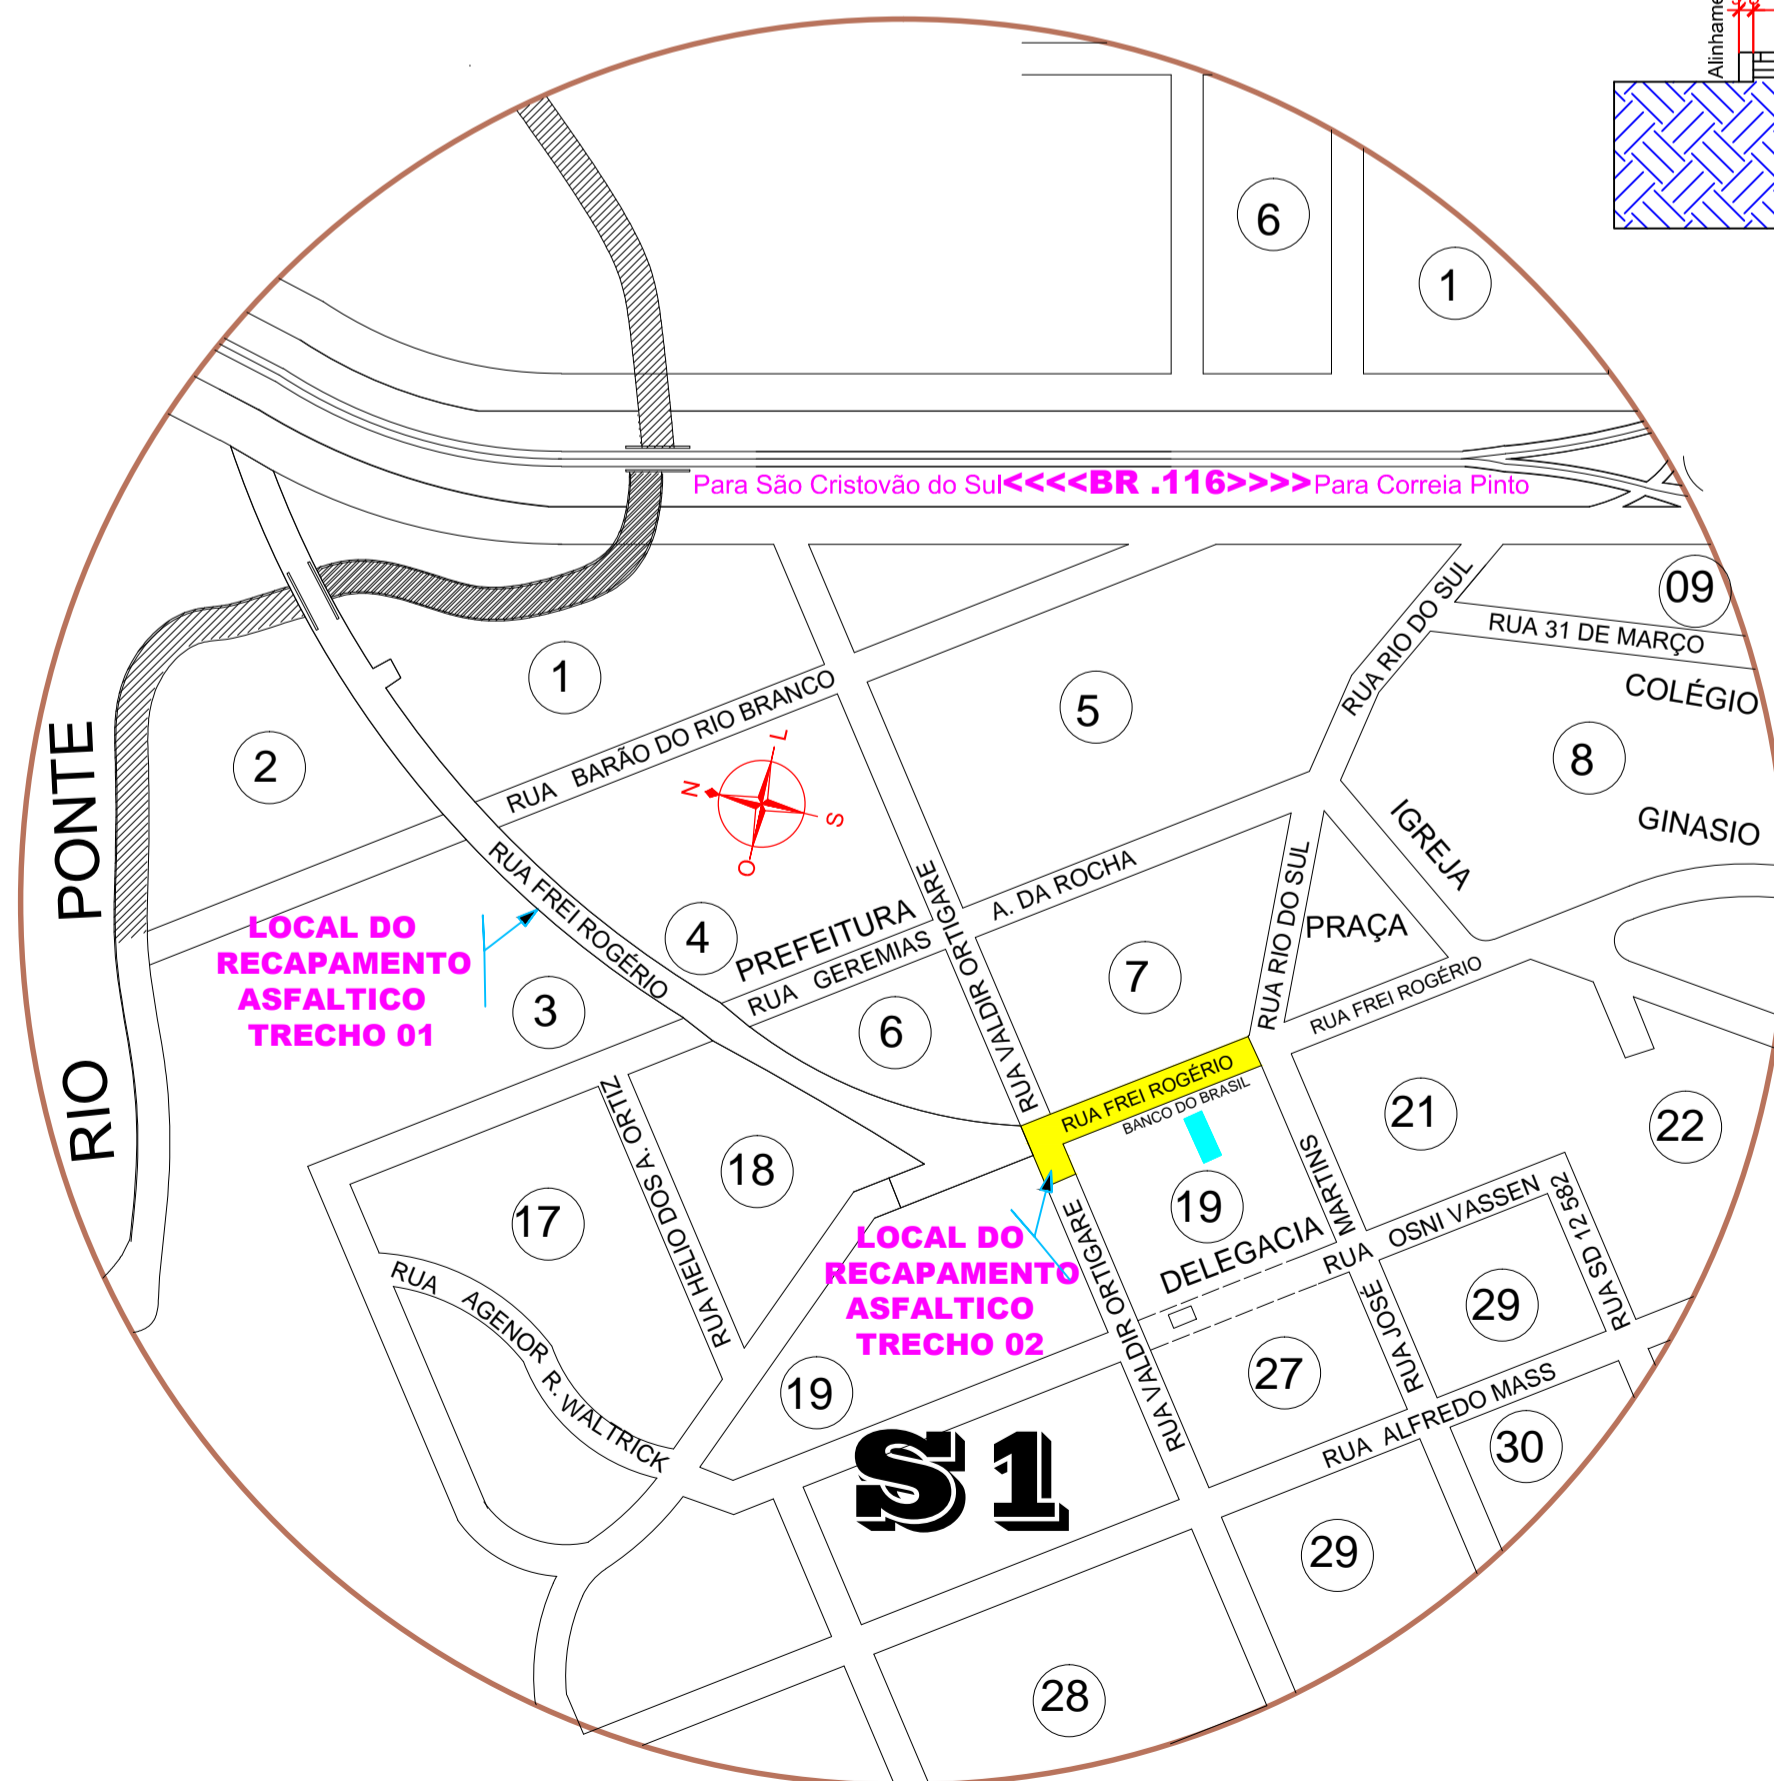 Alinhame
6
1
Para São Cristovão do Sul<<<<BR .116>>>>Para Correia Pinto
09
RUA 31 DE MARÇO
RUA RIO DO SUL
COLÉGIO
1
5
8
2
RUA BARÃO DO RIO BRANCO
N
L
S
O
IGREJA
GINASIO
RIO PONTE
RUA FREI ROGÉRIO
RUA VALDIR ORTIGARE
A. DA ROCHA
RUA RIO DO SUL
PRAÇA
LOCAL DO
RECAPAMENTO
ASFALTICO
TRECHO 01
4
PREFEITURA
RUA GEREMIAS
3
6
7
RUA FREI ROGÉRIO
RUA FREI ROGÉRIO
BANCO DO BRASIL
RUA HELIO DOS A. ORTIZ
18
17
21
22
19
MARTINS
DELEGACIA
RUA OSNI VASSEN
RUA SD 12.582
LOCAL DO
RECAPAMENTO
ASFALTICO
TRECHO 02
RUA VALDIR ORTIGARE
RUA JOSÉ
RUA AGENOR R. WALTRICK
29
27
19
RUA ALFREDO MASS
30
S 1
29
28